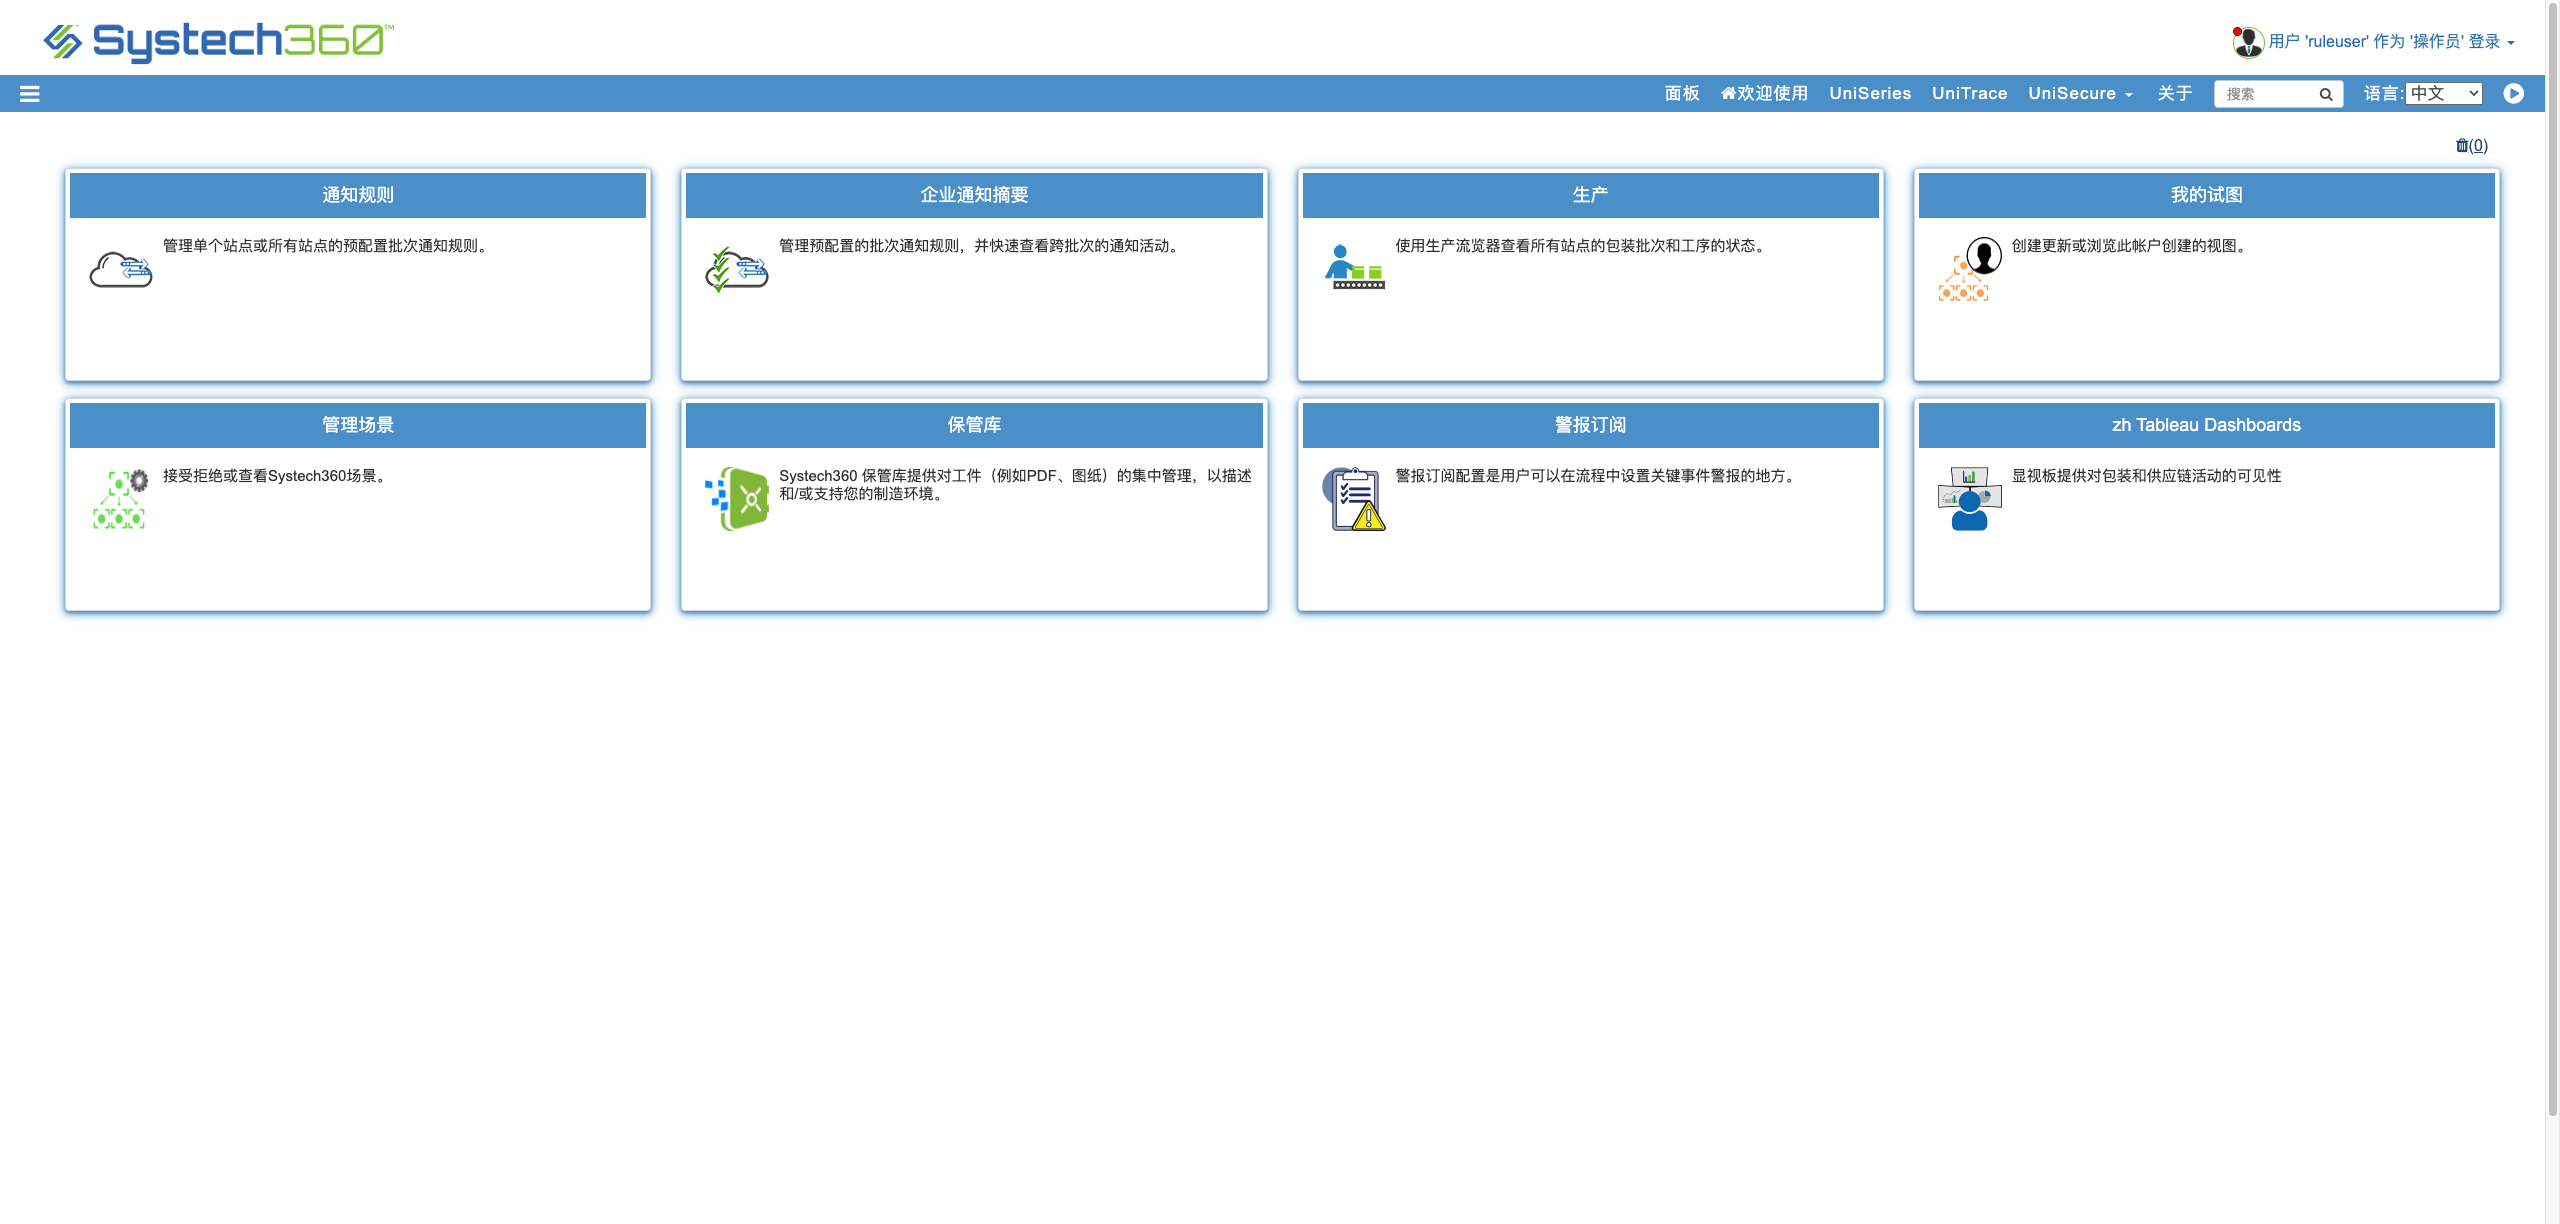 Systech360™
用户 'ruleuser' 作为 '操作员' 登录
面板 欢迎使用 UniSeries UniTrace UniSecure 关于 搜索 语言: 中文
(0)
通知规则
管理单个站点或所有站点的预配置批次通知规则。
企业通知摘要
管理预配置的批次通知规则，并快速查看跨批次的通知活动。
生产
使用生产流览器查看所有站点的包装批次和工序的状态。
我的试图
创建更新或浏览此帐户创建的视图。
管理场景
接受拒绝或查看Systech360场景。
保管库
Systech360 保管库提供对工件（例如PDF、图纸）的集中管理，以描述
和/或支持您的制造环境。
警报订阅
警报订阅配置是用户可以在流程中设置关键事件警报的地方。
zh Tableau Dashboards
显视板提供对包装和供应链活动的可见性